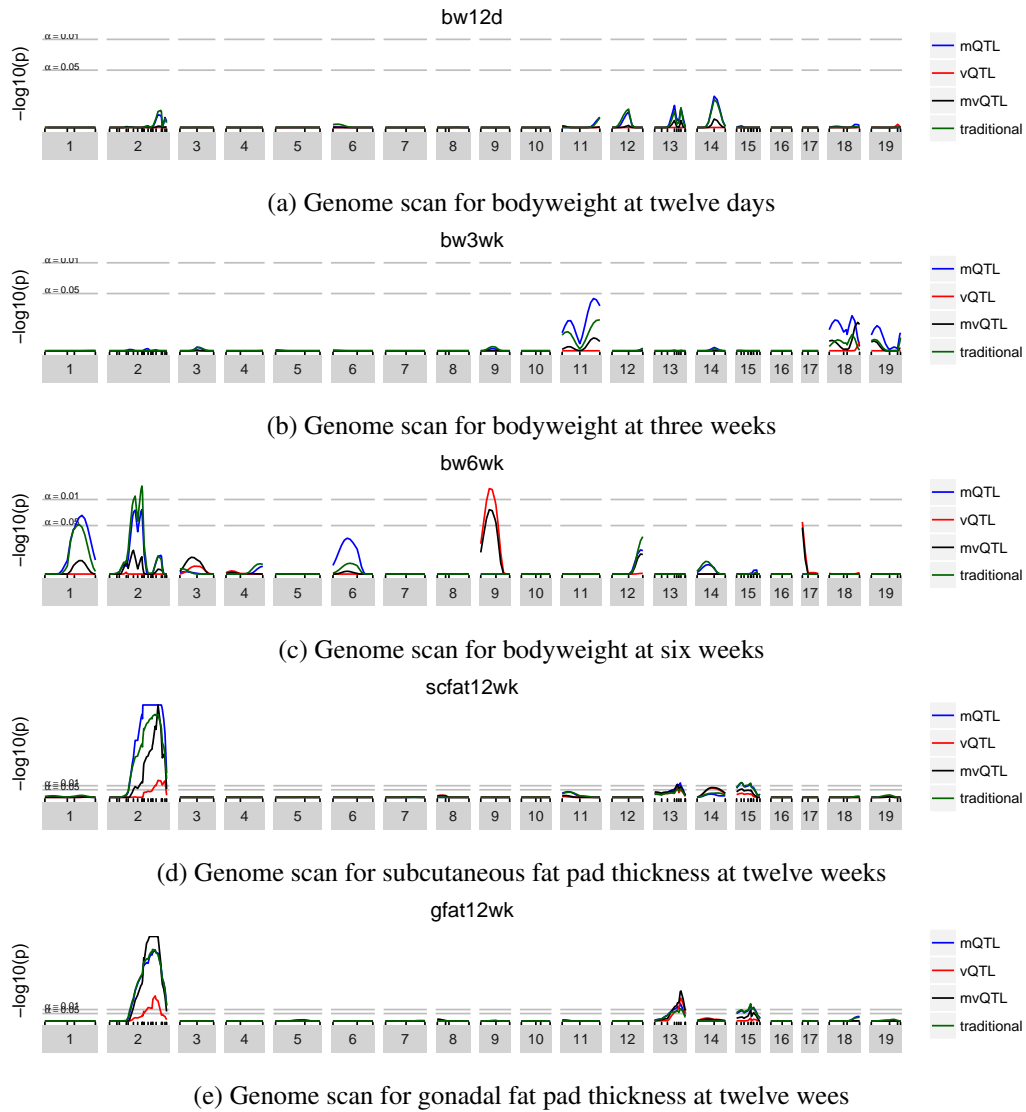 bw12d
−log10(p)
α = 0.01
α = 0.05
mQTL
vQTL
mvQTL
traditional
1 2 3 4 5 6 7 8 9 10 11 12 13 14 15 16 17 18 19
(a) Genome scan for bodyweight at twelve days
bw3wk
−log10(p)
α = 0.01
α = 0.05
mQTL
vQTL
mvQTL
traditional
1 2 3 4 5 6 7 8 9 10 11 12 13 14 15 16 17 18 19
(b) Genome scan for bodyweight at three weeks
bw6wk
−log10(p)
α = 0.01
α = 0.05
mQTL
vQTL
mvQTL
traditional
1 2 3 4 5 6 7 8 9 10 11 12 13 14 15 16 17 18 19
(c) Genome scan for bodyweight at six weeks
scfat12wk
−log10(p)
α = 0.01
α = 0.05
mQTL
vQTL
mvQTL
traditional
1 2 3 4 5 6 7 8 9 10 11 12 13 14 15 16 17 18 19
(d) Genome scan for subcutaneous fat pad thickness at twelve weeks
gfat12wk
−log10(p)
α = 0.01
α = 0.05
mQTL
vQTL
mvQTL
traditional
1 2 3 4 5 6 7 8 9 10 11 12 13 14 15 16 17 18 19
(e) Genome scan for gonadal fat pad thickness at twelve wees